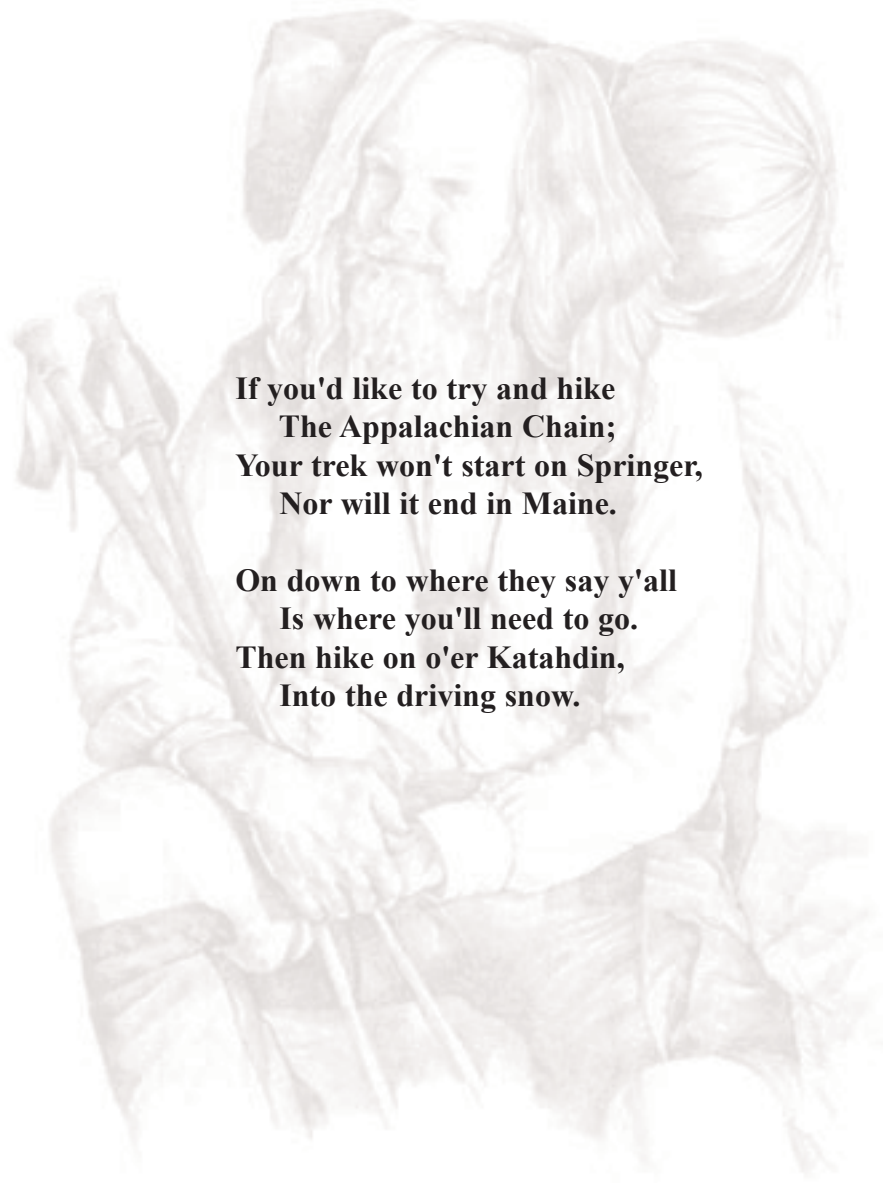 If you'd like to try and hike
The Appalachian Chain;
Your trek won't start on Springer,
Nor will it end in Maine.

On down to where they say y'all
Is where you'll need to go.
Then hike on o'er Katahdin,
Into the driving snow.